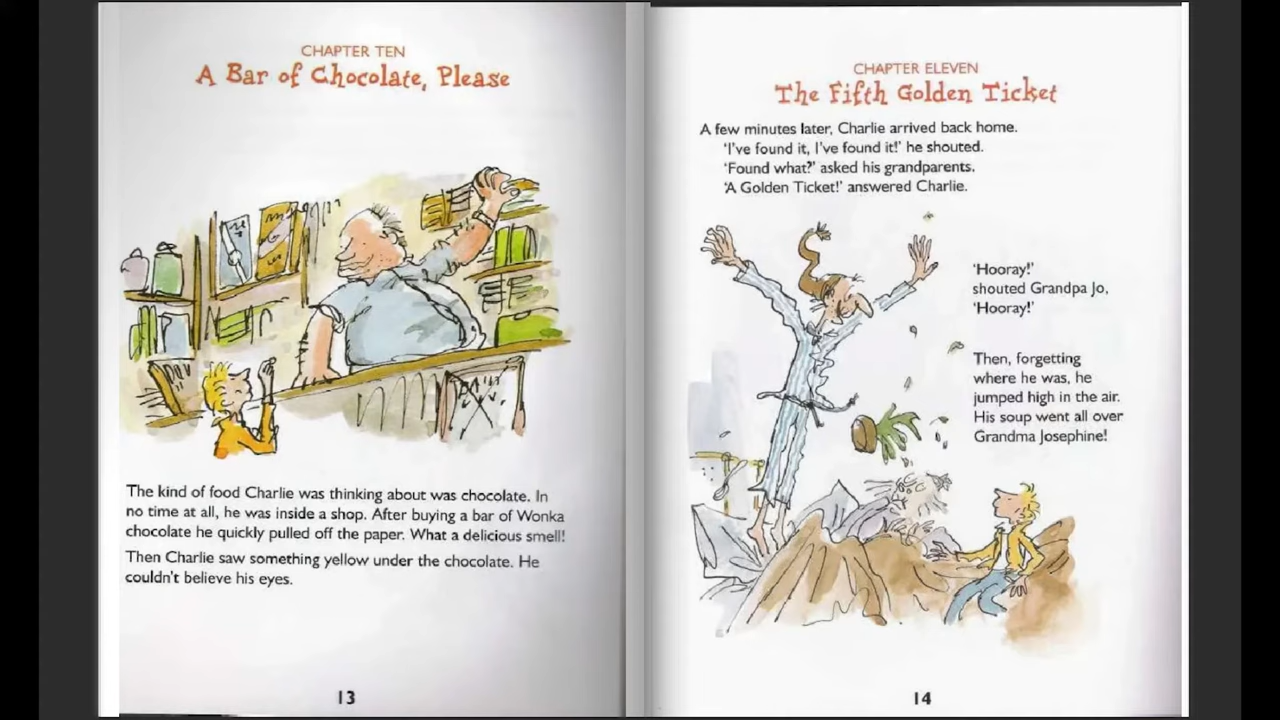 CHAPTER TEN
A Bar of Chocolate, Please
The kind of food Charlie was thinking about was chocolate. In
no time at all, he was inside a shop. After buying a bar of Wonka
chocolate he quickly pulled off the paper. What a delicious smell!
Then Charlie saw something yellow under the chocolate. He
couldn't believe his eyes.
13
CHAPTER ELEVEN
The Fifth Golden Ticket
A few minutes later, Charlie arrived back home.
'I've found it, I've found it!' he shouted.
'Found what?' asked his grandparents.
'A Golden Ticket!' answered Charlie.
'Hooray!'
shouted Grandpa Jo,
'Hooray!'
Then, forgetting
where he was, he
jumped high in the air.
His soup went all over
Grandma Josephine!
14